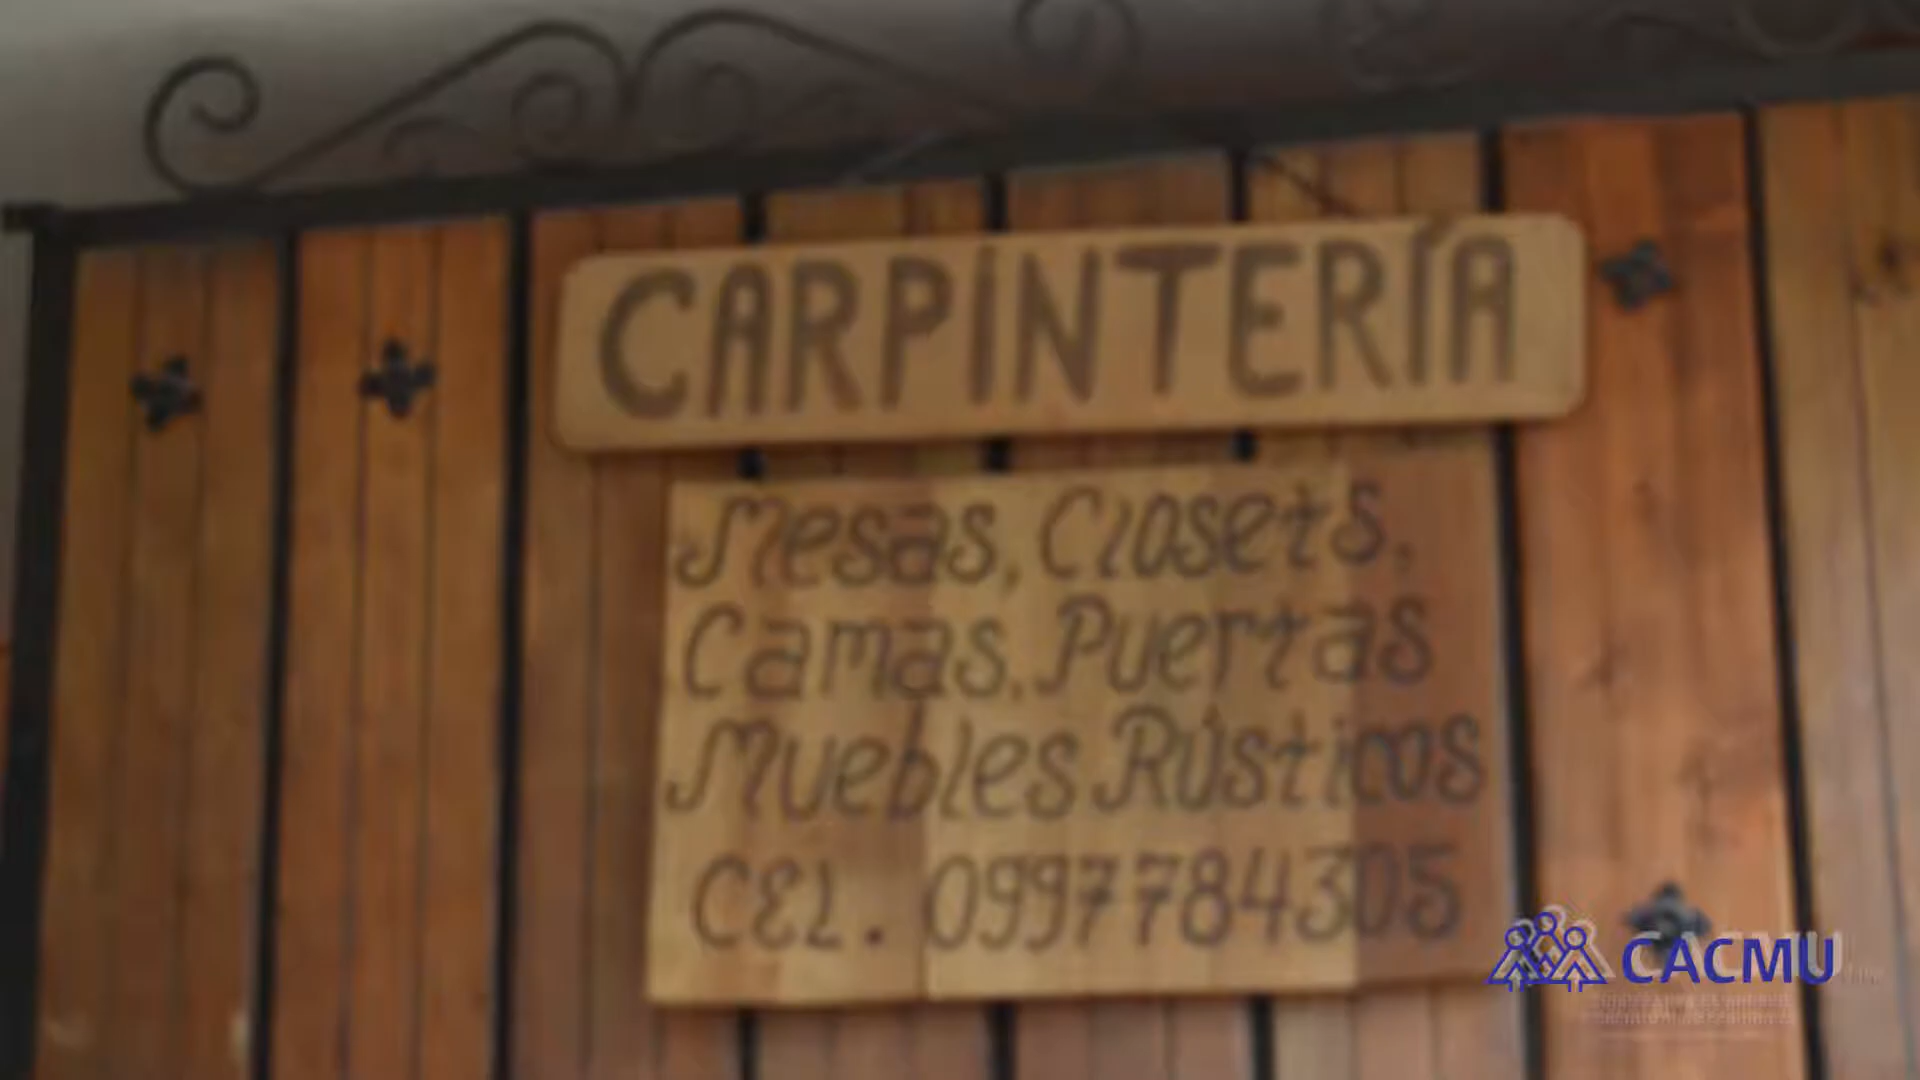 CARPINTERÍA
Mesas, Closets,
Camas, Puertas
Muebles Rústicos
CEL. 0997784305
CACMU